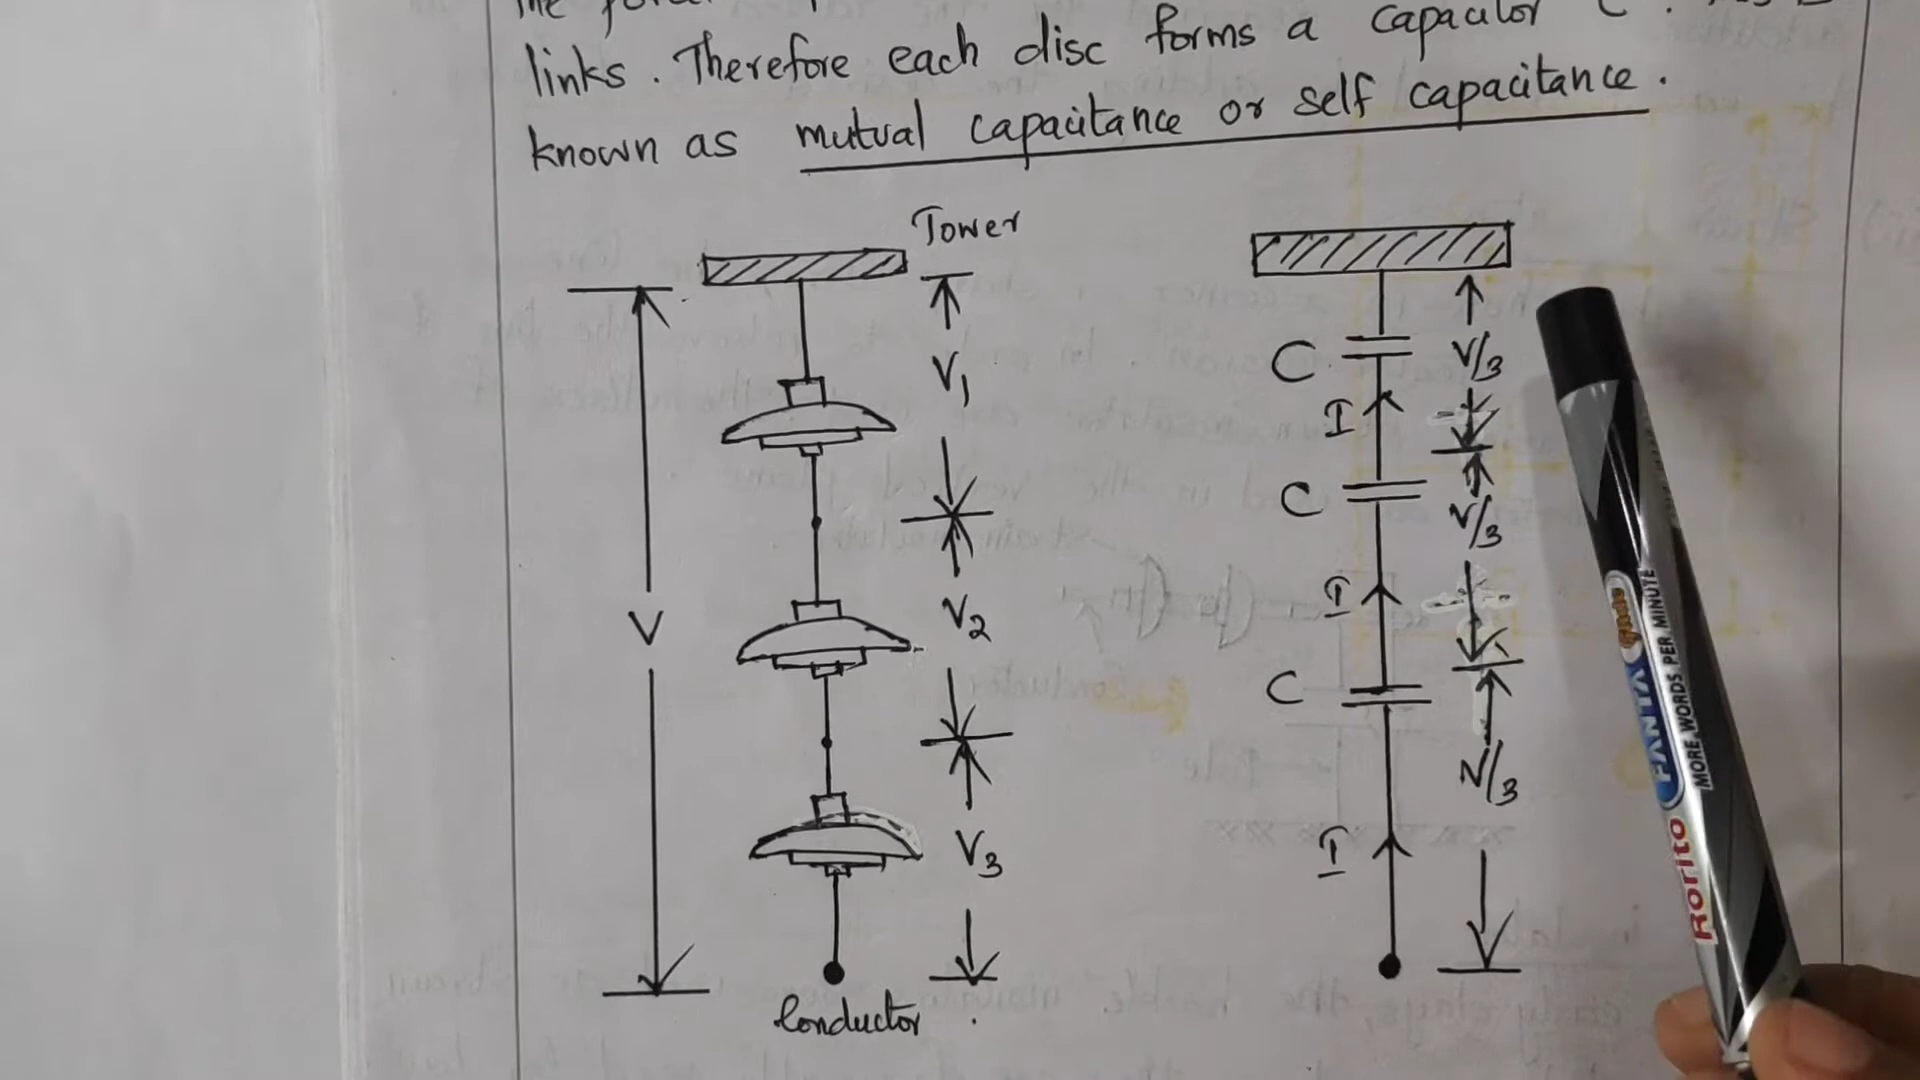 links. Therefore each disc forms a capacitor
known as mutual capacitance or self capacitance.
Tower
V
V1
V2
V3
Conductor
C
V/3
I
C
V/3
I
C
V/3
I
Rorito
FANTA
MORE WORDS PER MINUTE